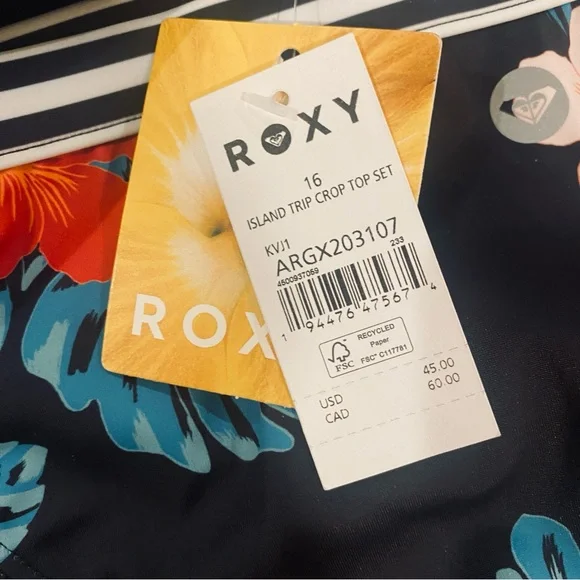 ROXY
16
ISLAND TRIP CROP TOP SET
KVJ1
ARGX203107
233
4500937059
1 94476 47567 4
FSC
RECYCLED
Paper
FSC® C117781
USD 45.00
CAD 60.00
ROX